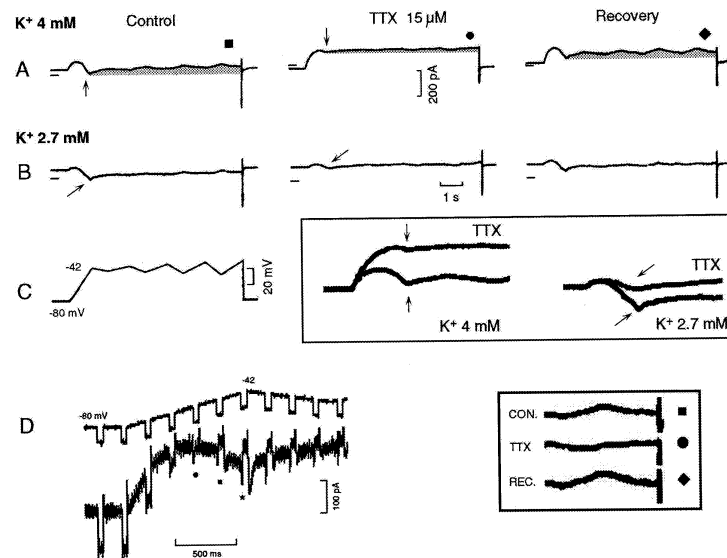 K⁺ 4 mM Control TTX 15 µM Recovery
A
200 pA
K⁺ 2.7 mM
B
1 s
TTX
TTX
K⁺ 4 mM
K⁺ 2.7 mM
C
-42
-80 mV
20 mV
D
-80 mV
-42
100 pA
500 ms
CON.
TTX
REC.